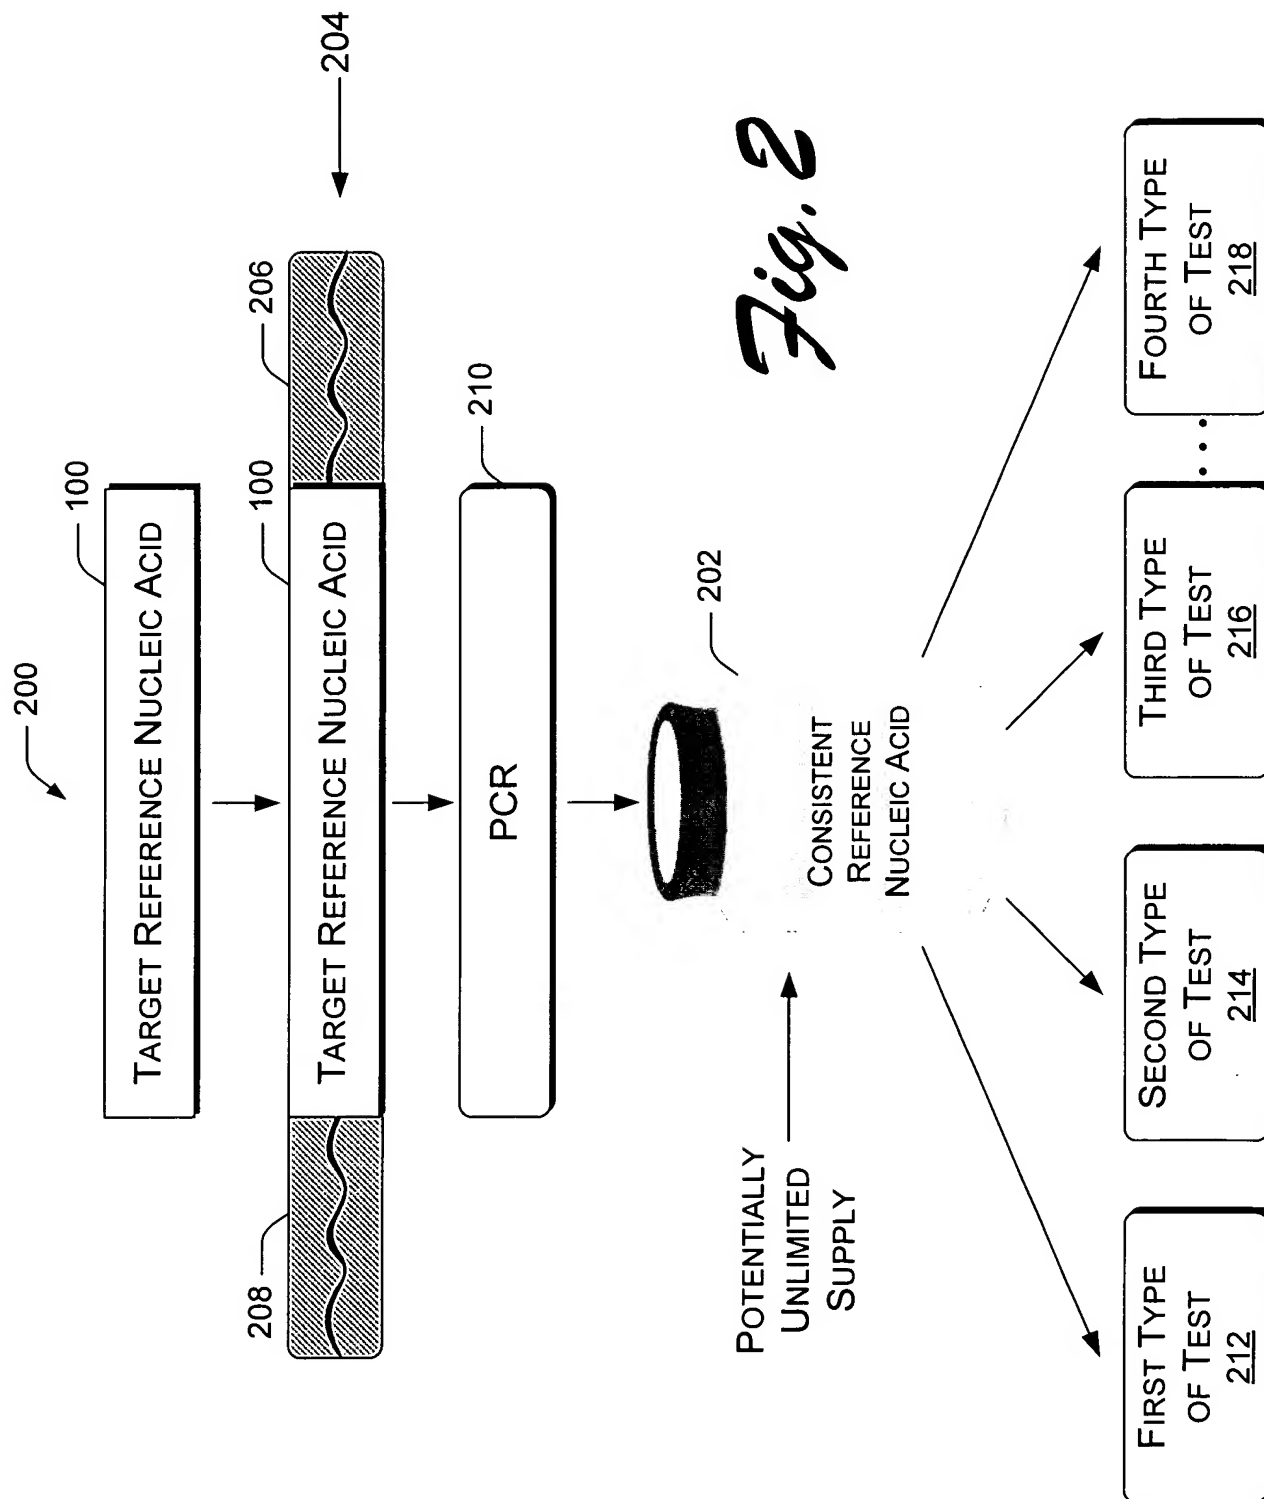 200
100
TARGET REFERENCE NUCLEIC ACID
204
208
100
206
TARGET REFERENCE NUCLEIC ACID
210
PCR
202
CONSISTENT
REFERENCE
NUCLEIC ACID
POTENTIALLY
UNLIMITED
SUPPLY
Fig. 2
FIRST TYPE
OF TEST
212
SECOND TYPE
OF TEST
214
THIRD TYPE
OF TEST
216
...
FOURTH TYPE
OF TEST
218